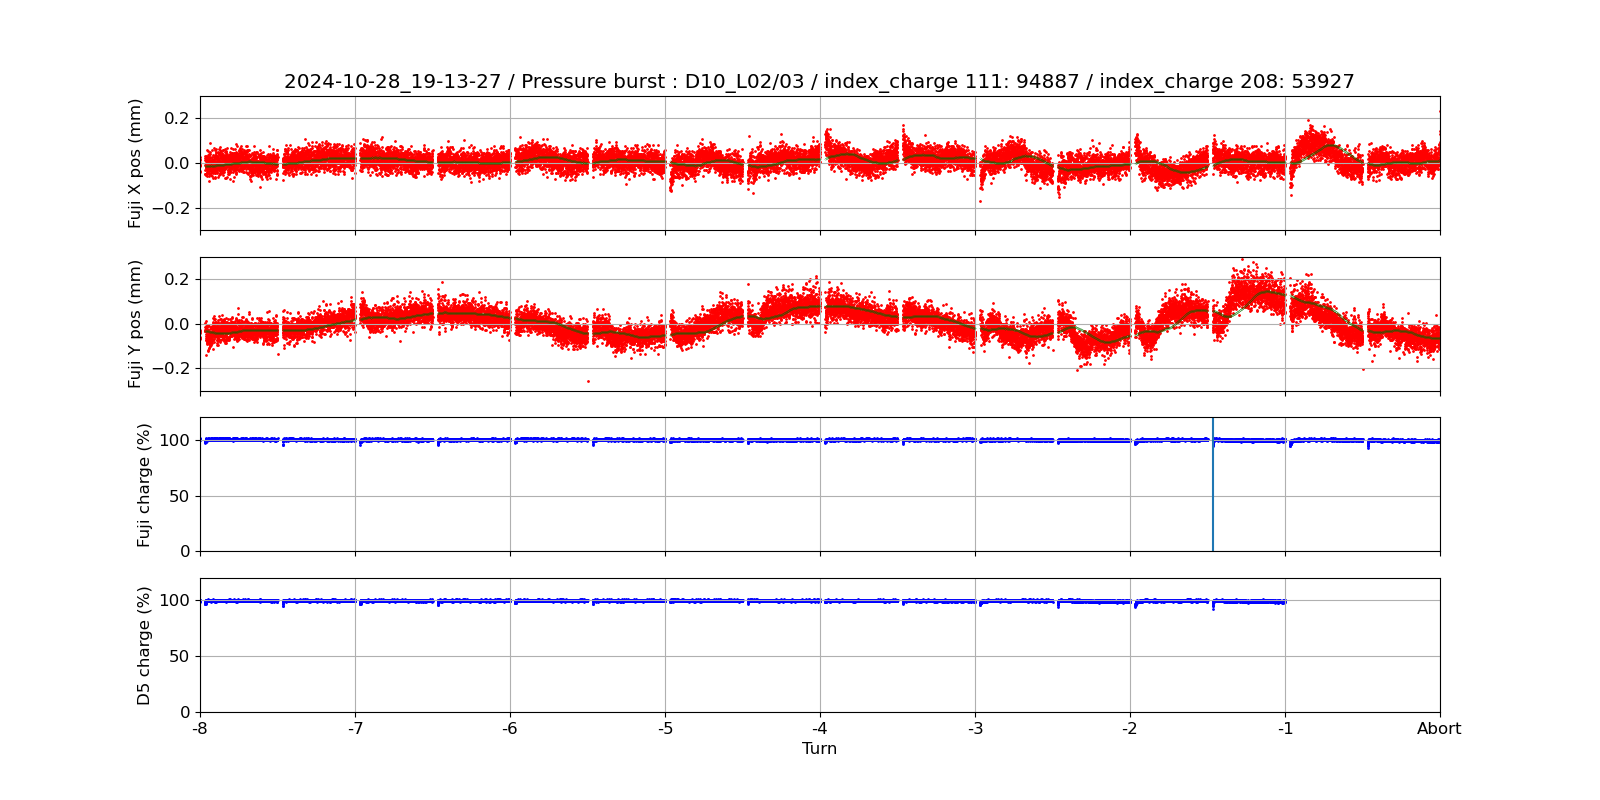 2024-10-28_19-13-27 / Pressure burst : D10_L02/03 / index_charge 111: 94887 / index_charge 208: 53927
Fuji X pos (mm)
0.2
0.0
−0.2
Fuji Y pos (mm)
0.2
0.0
−0.2
Fuji charge (%)
100
50
0
D5 charge (%)
100
50
0
-8 -7 -6 -5 -4 -3 -2 -1 Abort
Turn